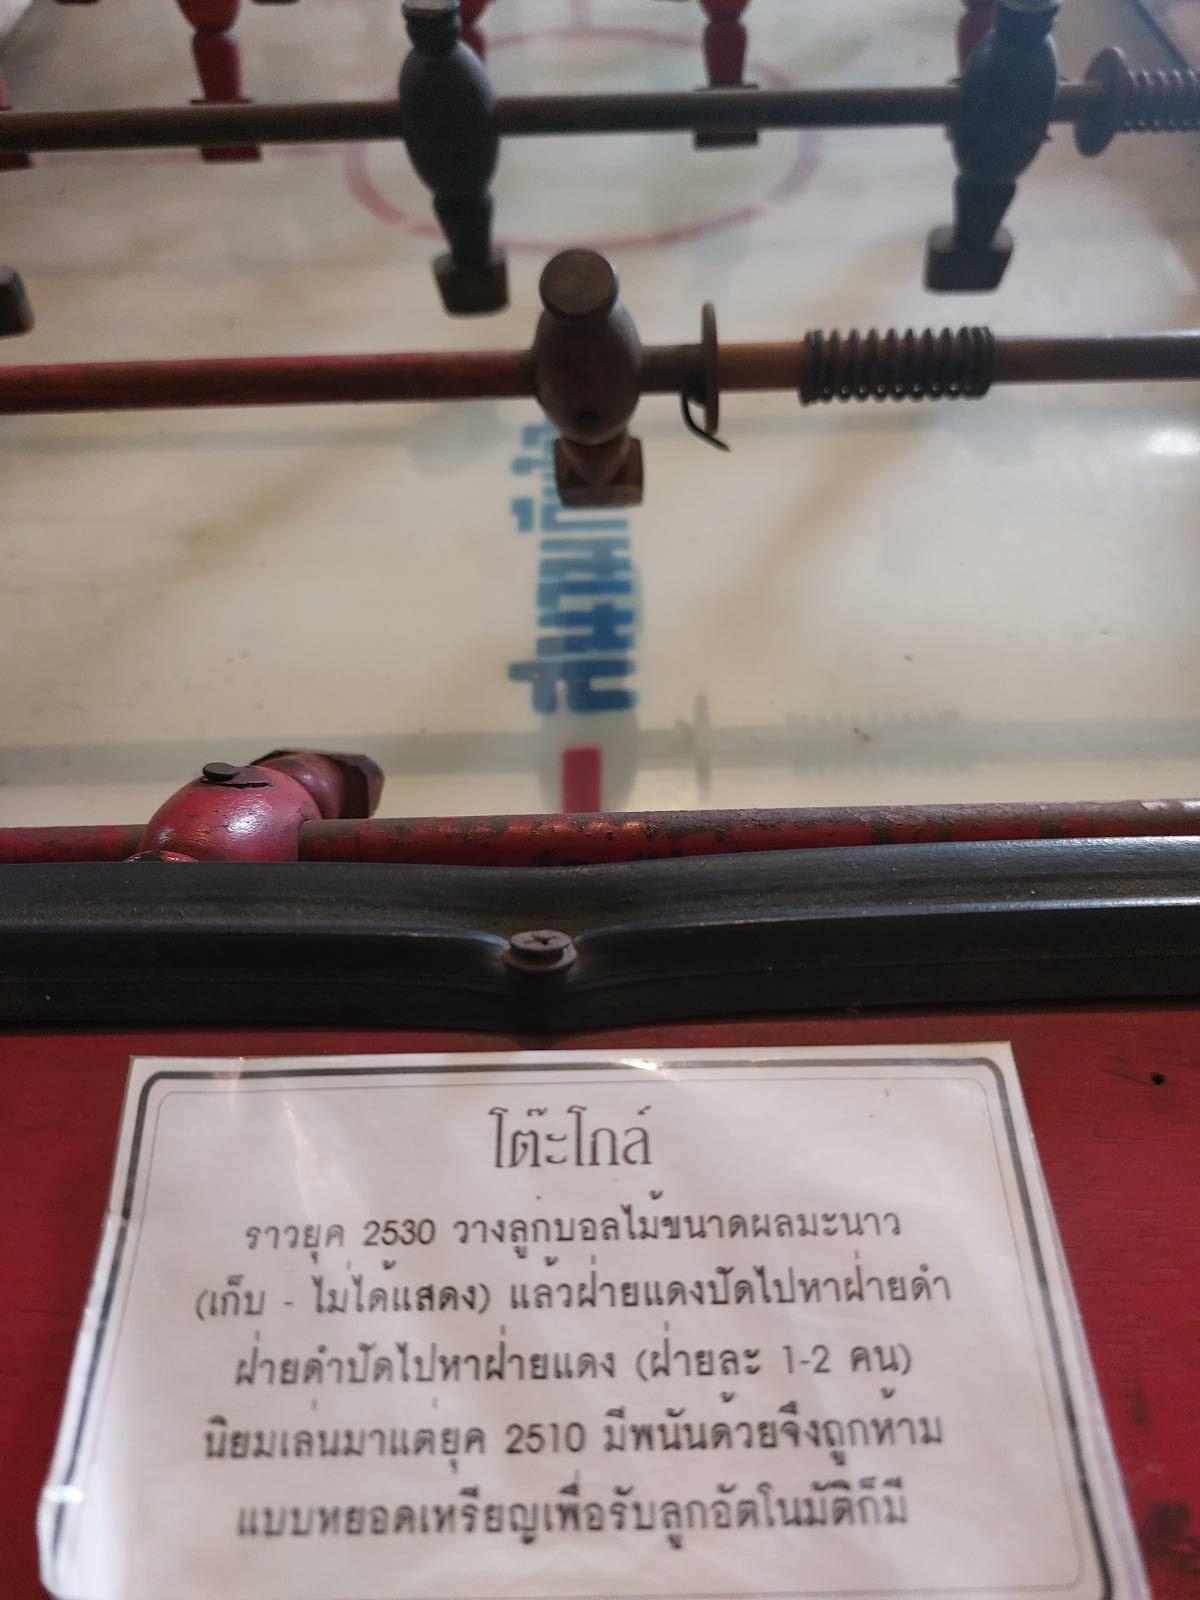 โต๊ะโกล์
ราวยุค 2530 วางลูกบอลไม้ขนาดผลมะนาว
(เก็บ - ไม่ได้แสดง) แล้วฝ่ายแดงปัดไปหาฝ่ายดำ
ฝ่ายดำปัดไปหาฝ่ายแดง (ฝ่ายละ 1-2 คน)
นิยมเล่นมาแต่ยุค 2510 มีพนันด้วยจึงถูกห้าม
แบบหยอดเหรียญเพื่อรับลูกอัตโนมัติก็มี